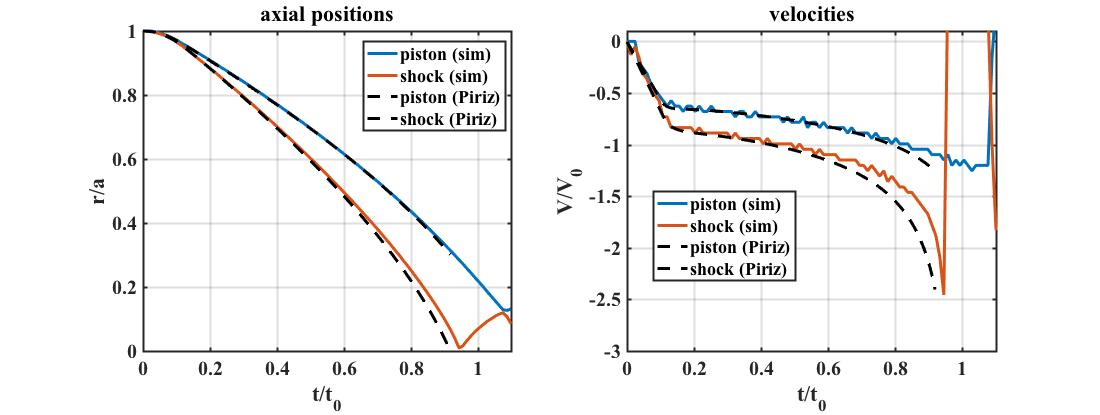 axial positions
r/a
1
0.8
0.6
0.4
0.2
0
piston (sim)
shock (sim)
piston (Piriz)
shock (Piriz)
0 0.2 0.4 0.6 0.8 1
t/t0
velocities
V/V0
0
-0.5
-1
-1.5
-2
-2.5
-3
piston (sim)
shock (sim)
piston (Piriz)
shock (Piriz)
0 0.2 0.4 0.6 0.8 1
t/t0